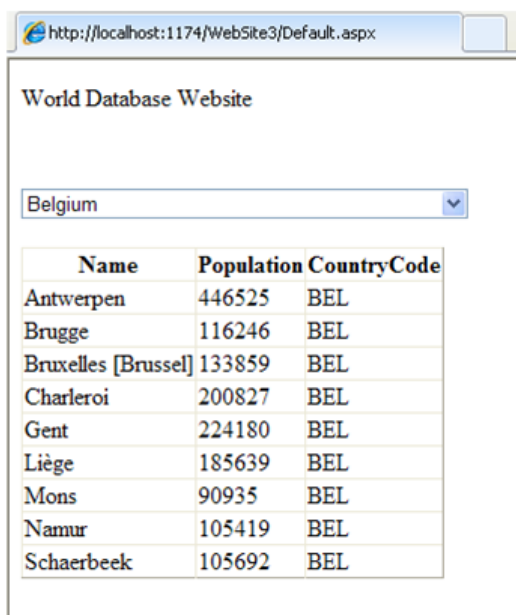 http://localhost:1174/WebSite3/Default.aspx
World Database Website
Belgium
Name Population CountryCode
Antwerpen 446525 BEL
Brugge 116246 BEL
Bruxelles [Brussel] 133859 BEL
Charleroi 200827 BEL
Gent 224180 BEL
Liège 185639 BEL
Mons 90935 BEL
Namur 105419 BEL
Schaerbeek 105692 BEL